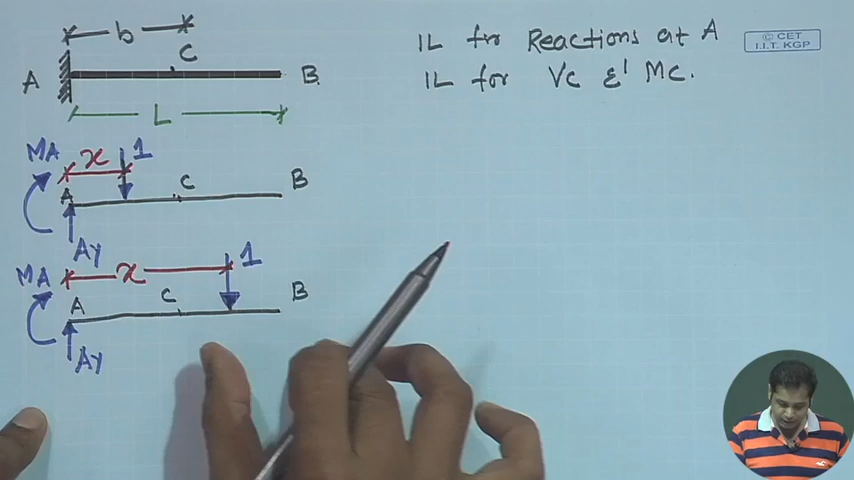 b
C
A
B
L
IL for Reactions at A
IL for VC & MC.
© CET
I.I.T. KGP
MA
x
1
A
C
B
Ay
MA
x
1
A
C
B
Ay